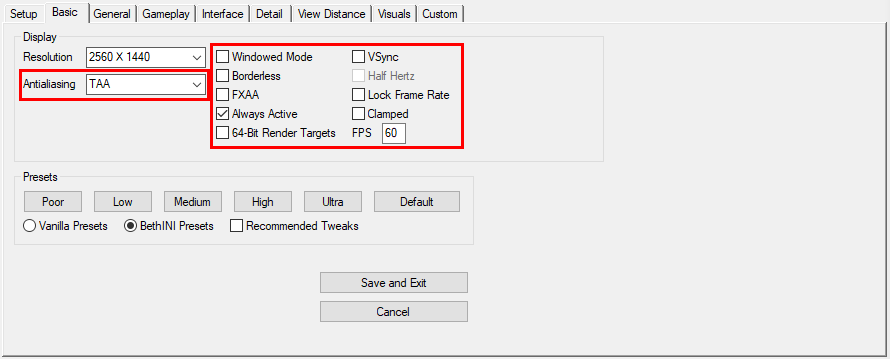 Setup Basic General Gameplay Interface Detail View Distance Visuals Custom
Display
Resolution 2560 X 1440 Windowed Mode VSync
Borderless Half Hertz
Antialiasing TAA
FXAA Lock Frame Rate
Always Active Clamped
64-Bit Render Targets FPS 60
Presets
Poor Low Medium High Ultra Default
Vanilla Presets BethINI Presets Recommended Tweaks
Save and Exit
Cancel